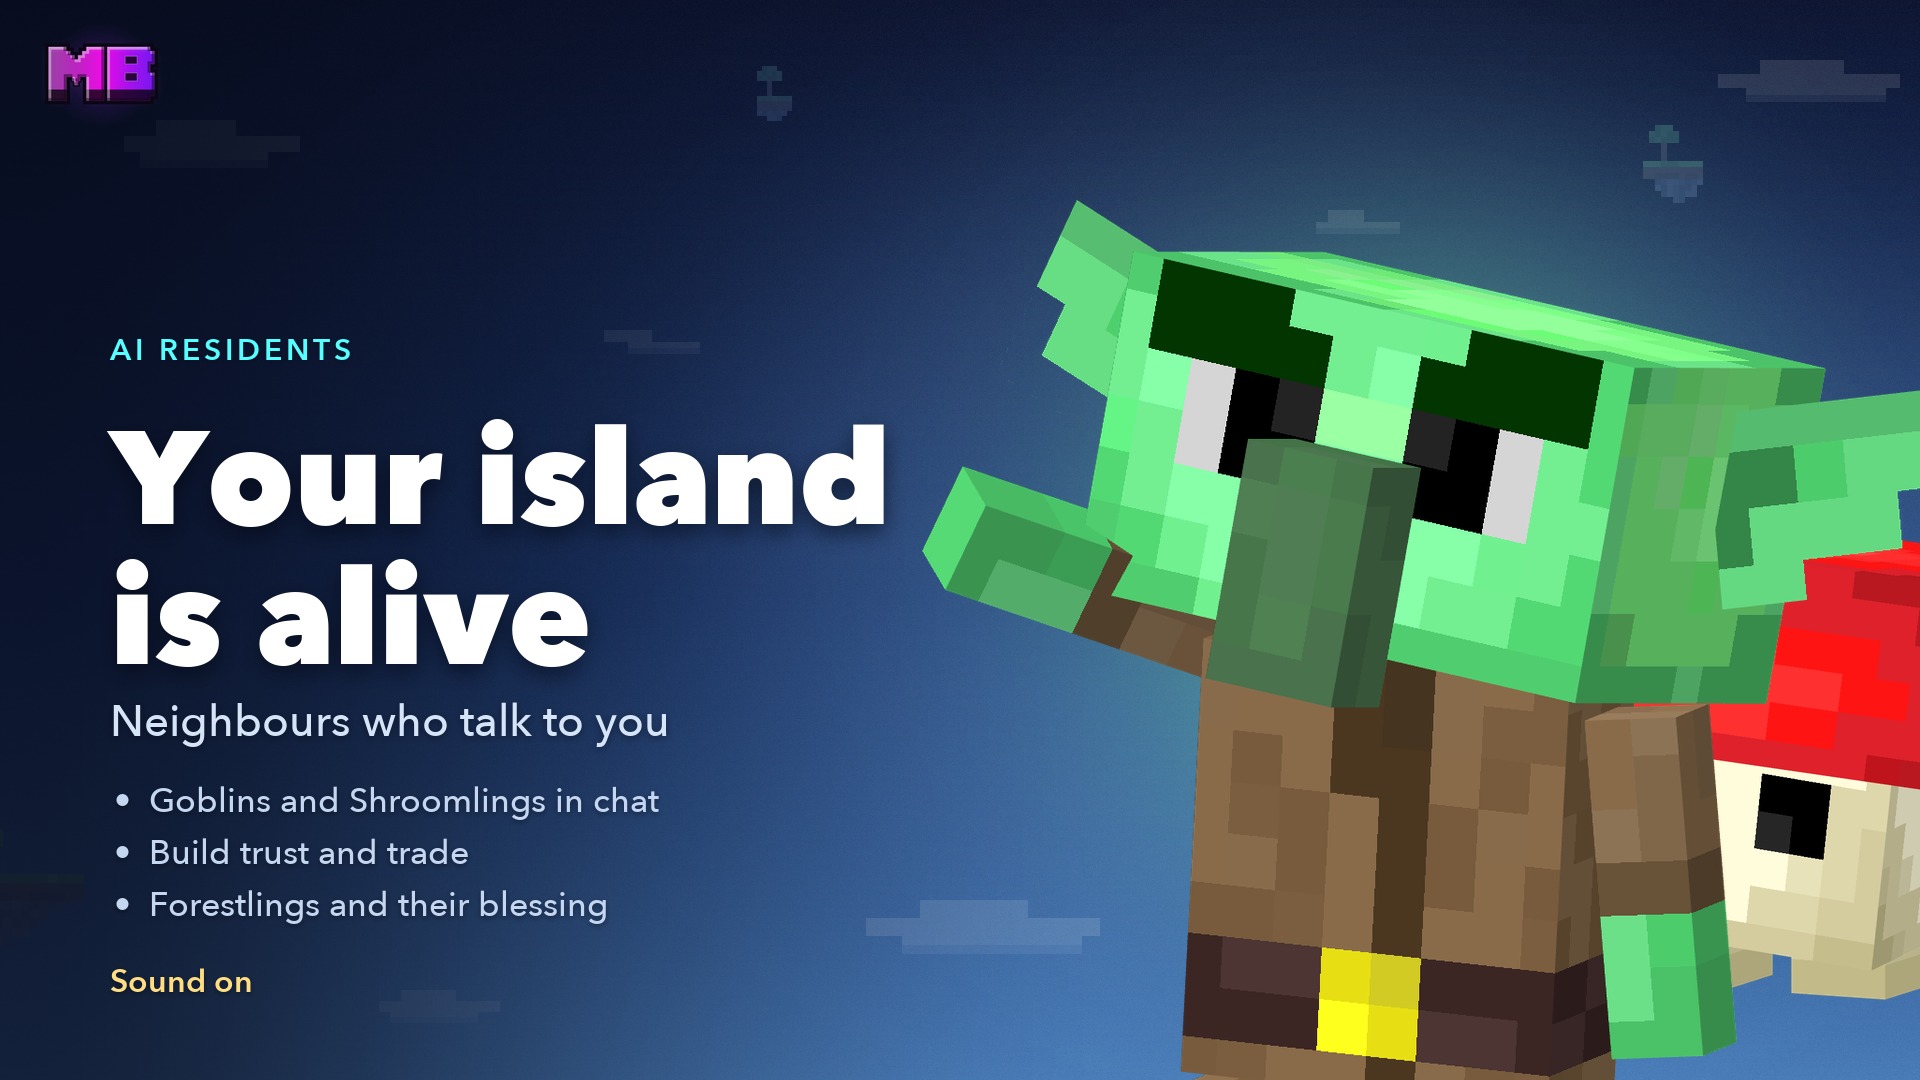 MB
AI RESIDENTS
Your island
is alive
Neighbours who talk to you
• Goblins and Shroomlings in chat
• Build trust and trade
• Forestlings and their blessing
Sound on